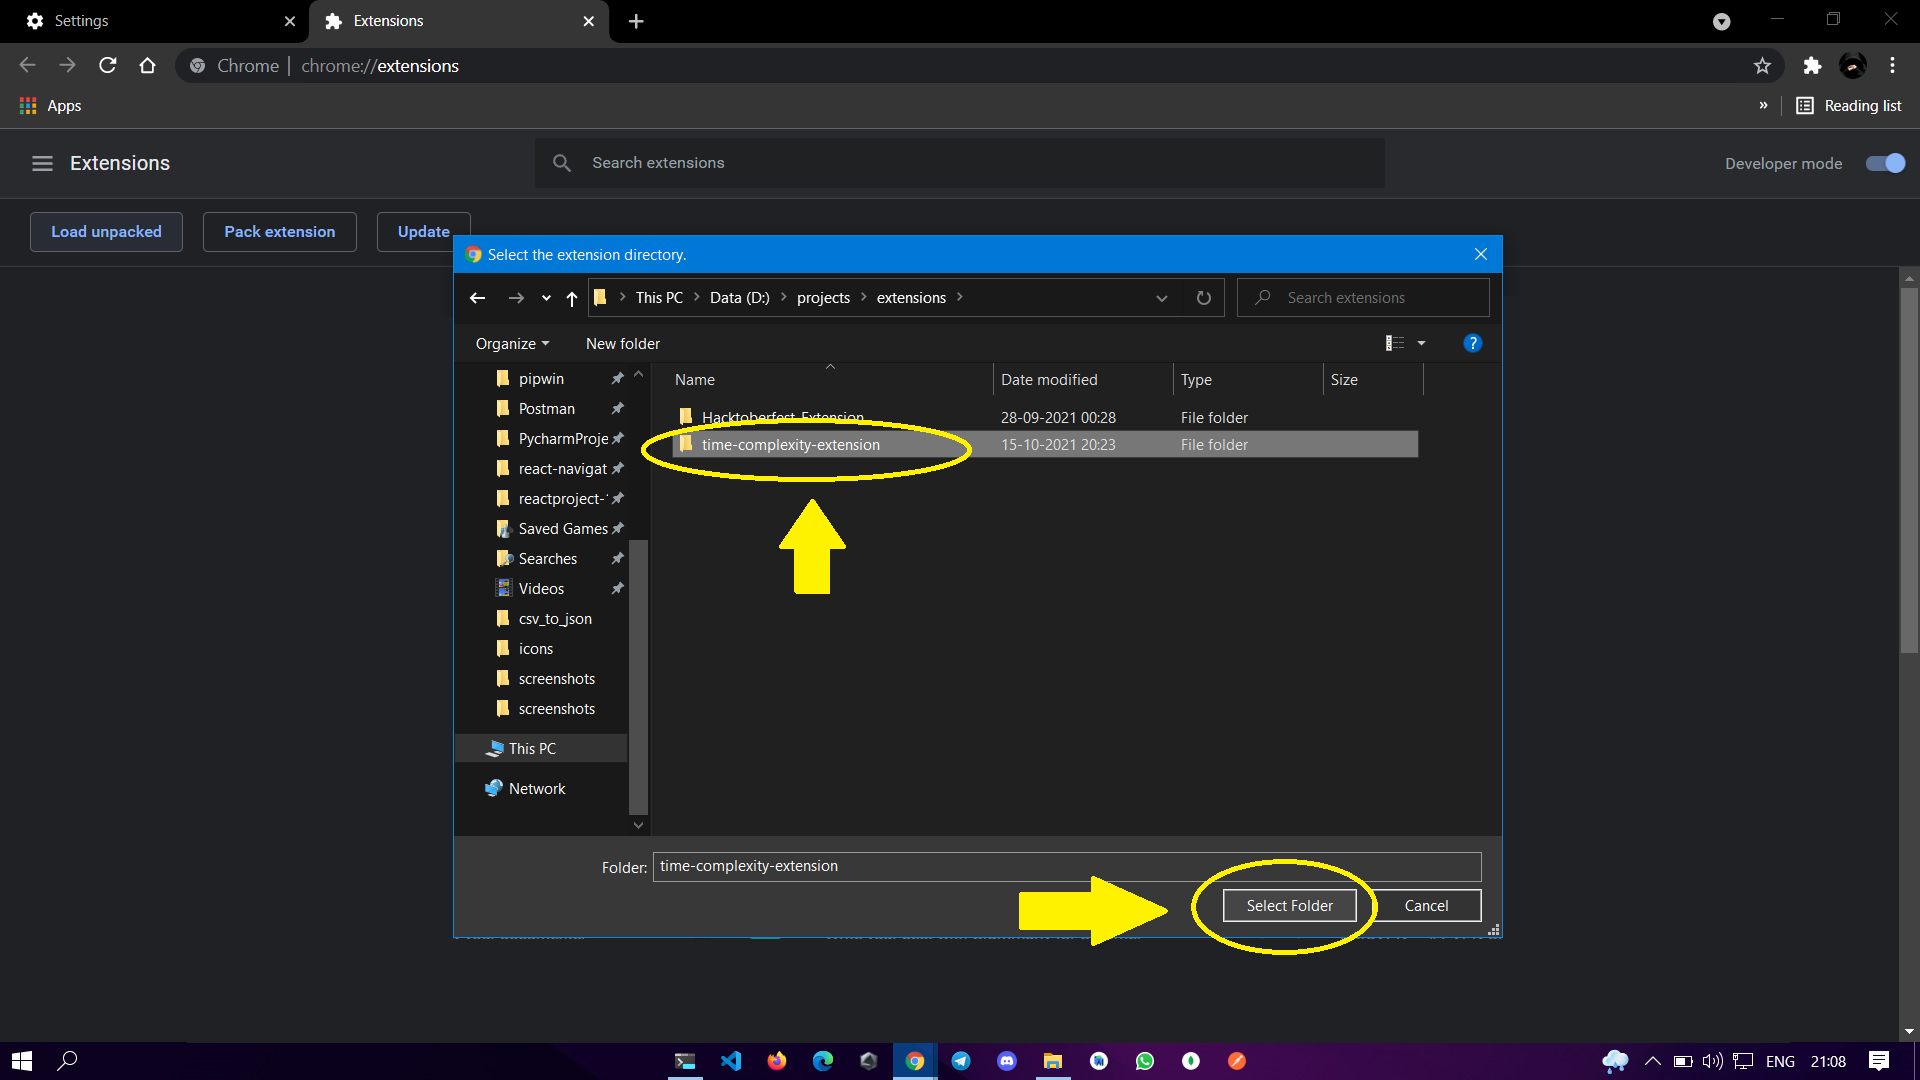 Settings
Extensions
Chrome | chrome://extensions
Apps
» Reading list
Extensions
Search extensions
Developer mode
Load unpacked
Pack extension
Update
Select the extension directory.
This PC > Data (D:) > projects > extensions >
Search extensions
Organize
New folder
?
Name
Date modified
Type
Size
pipwin
Postman
PycharmProje
react-navigat
reactproject-
Saved Games
Searches
Videos
csv_to_json
icons
screenshots
screenshots
This PC
Network
Hacktoberfest_Extension 28-09-2021 00:28 File folder
time-complexity-extension 15-10-2021 20:23 File folder
Folder: time-complexity-extension
Select Folder
Cancel
ENG 21:08